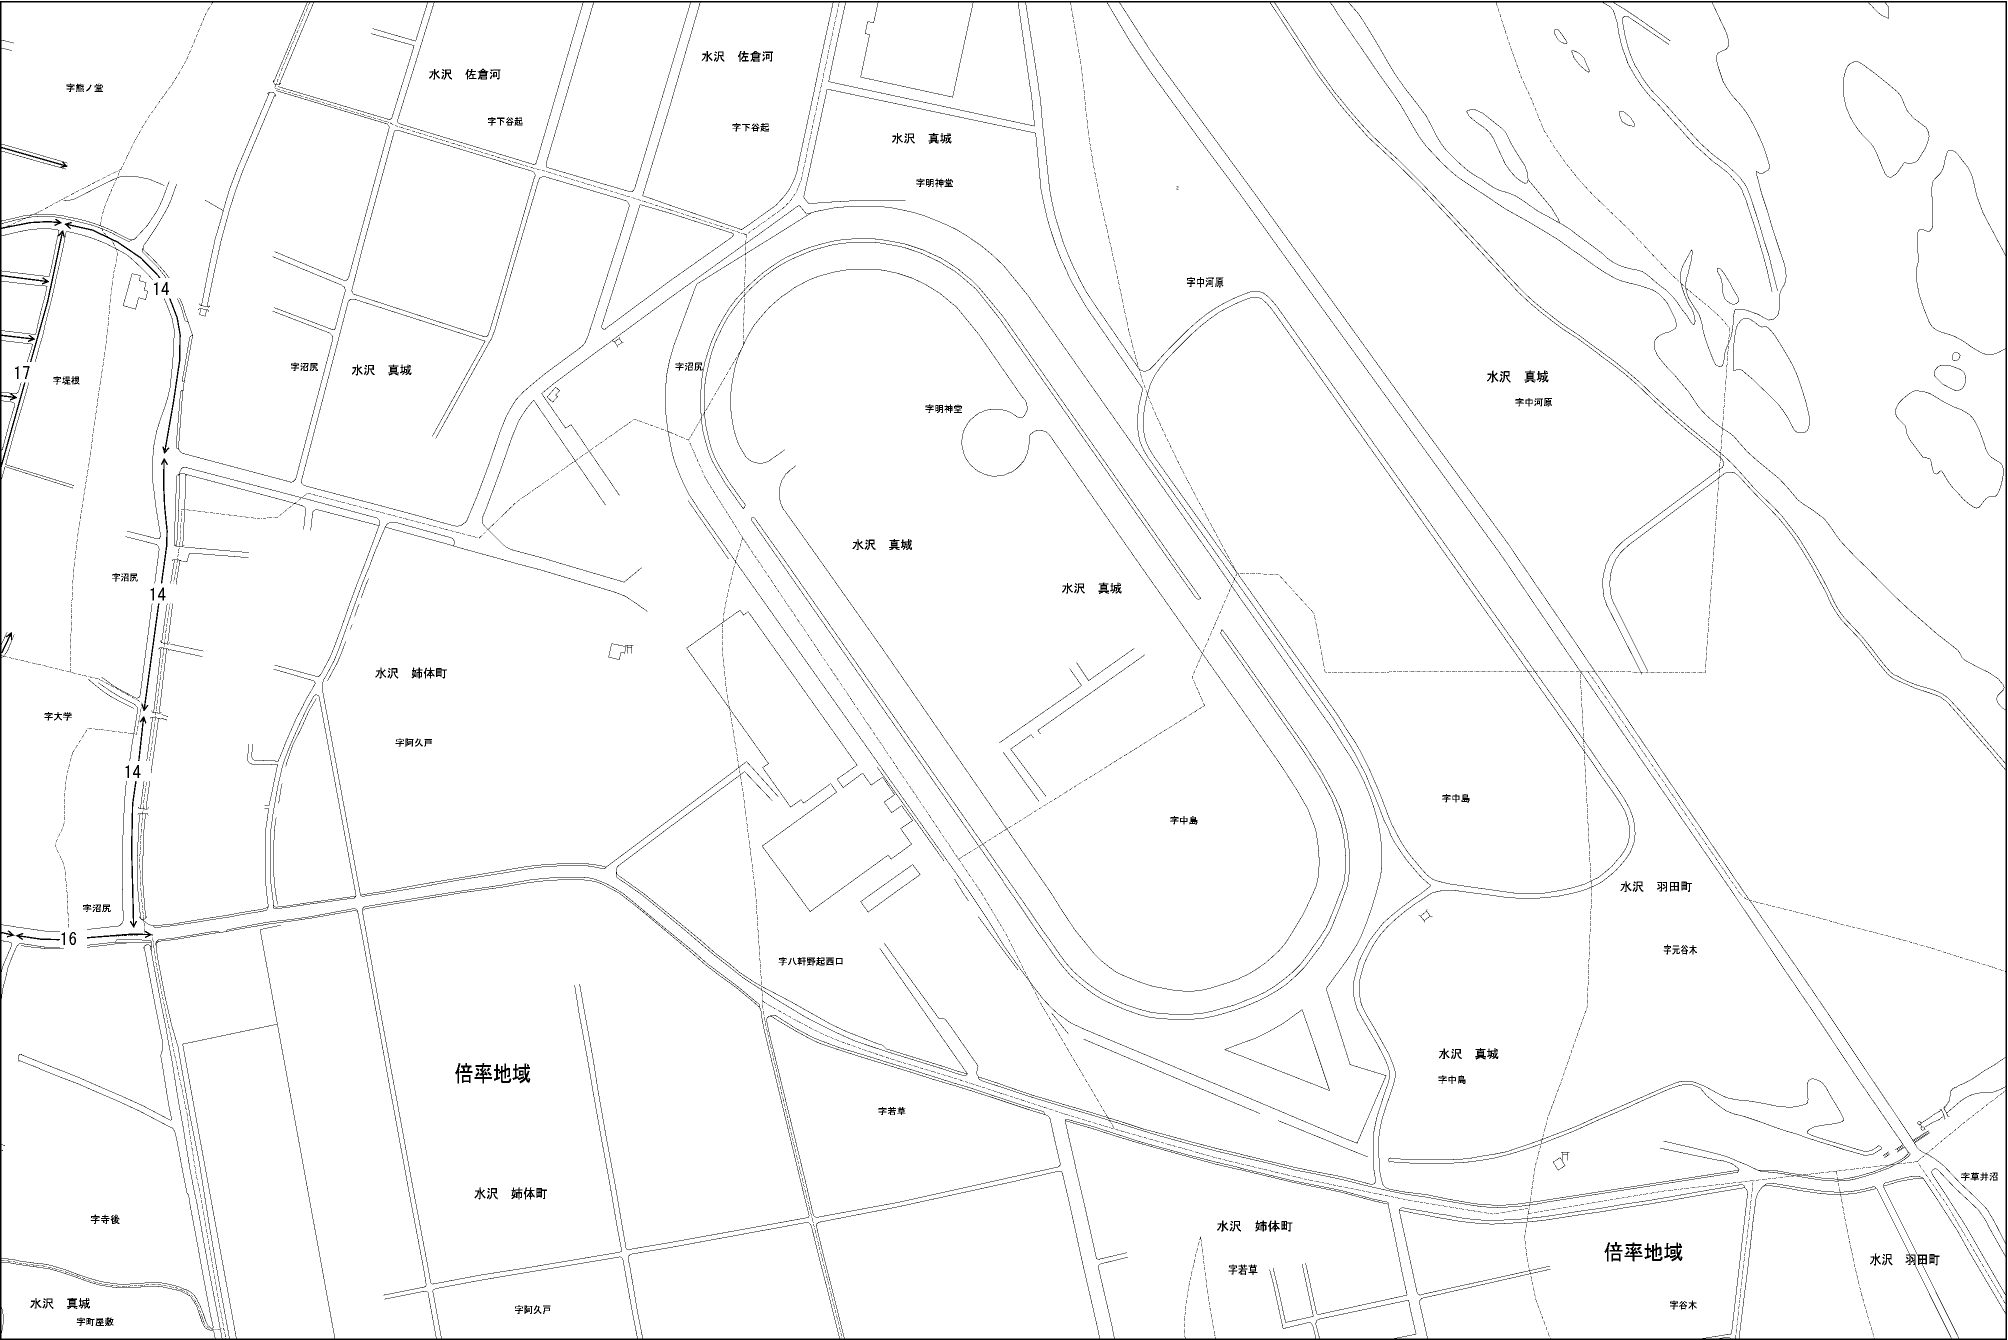 水沢　佐倉河
水沢　佐倉河
字熊ノ堂
字下谷起
字下谷起
水沢　真城
字明神堂
2
字中河原
14
字沼尻
水沢　真城
字沼尻
17
字堤根
水沢　真城
字中河原
字明神堂
水沢　真城
字沼尻
水沢　真城
14
水沢　姉体町
字大学
字阿久戸
14
字中島
字中島
水沢　羽田町
字沼尻
16
字元谷木
字八軒野起西口
水沢　真城
字中島
倍率地域
字若草
字草井沼
水沢　姉体町
字寺後
水沢　姉体町
倍率地域
水沢　羽田町
字若草
水沢　真城
字町屋敷
字阿久戸
字谷木